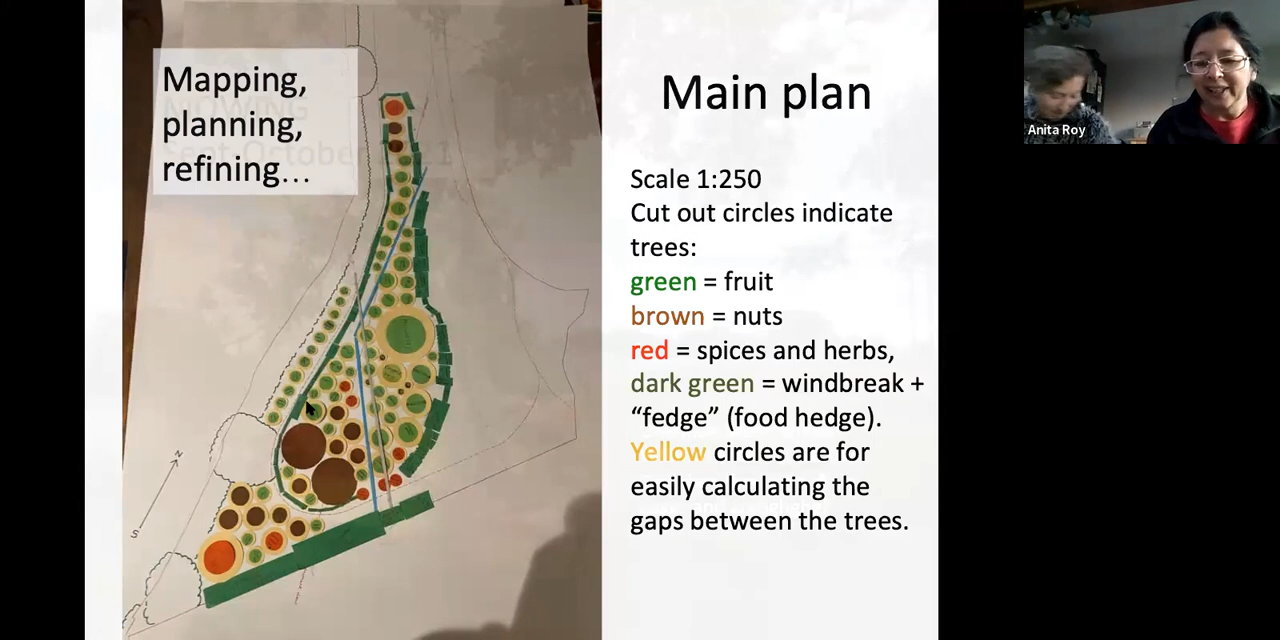 Mapping,
planning,
refining...
Main plan
Scale 1:250
Cut out circles indicate
trees:
green = fruit
brown = nuts
red = spices and herbs,
dark green = windbreak +
“fedge” (food hedge).
Yellow circles are for
easily calculating the
gaps between the trees.
Anita Roy
N
S